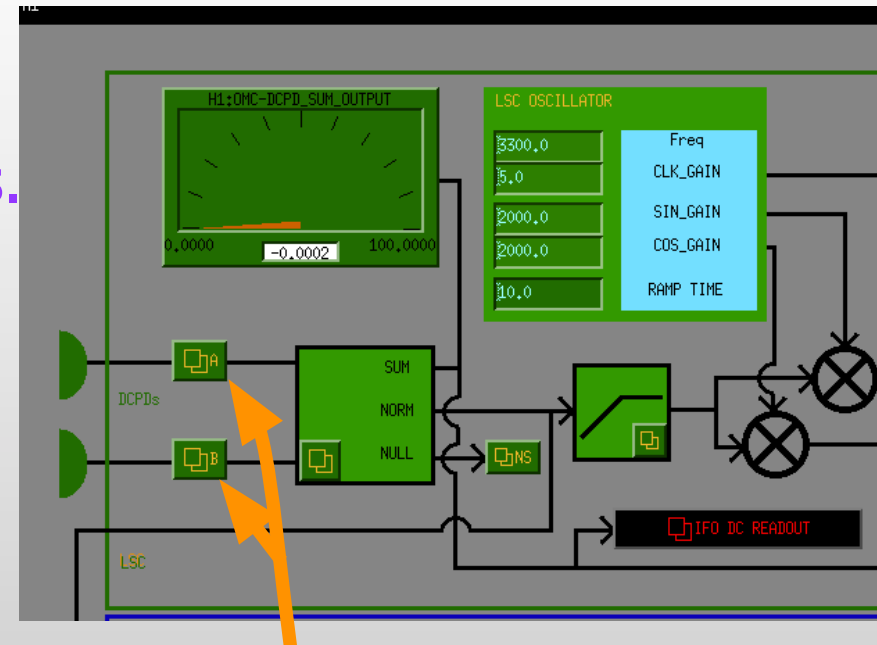 H1
s.
H1:OMC-DCPD_SUM_OUTPUT
0.0000
-0.0002
100.0000
LSC OSCILLATOR
3300.0 Freq
5.0 CLK_GAIN
2000.0 SIN_GAIN
2000.0 COS_GAIN
10.0 RAMP TIME
A
DCPDs
B
SUM
NORM
NULL
NS
IFO DC READOUT
LSC